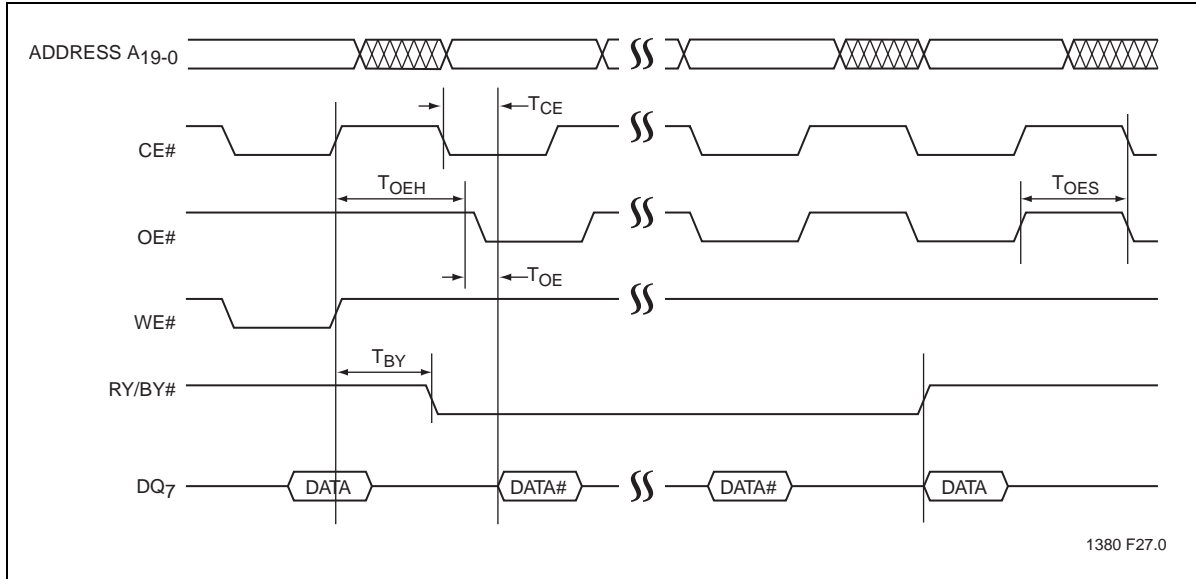 ADDRESS A19-0
TCE
CE#
TOEH
TOES
OE#
TOE
WE#
TBY
RY/BY#
DQ7
DATA
DATA#
DATA#
DATA
1380 F27.0